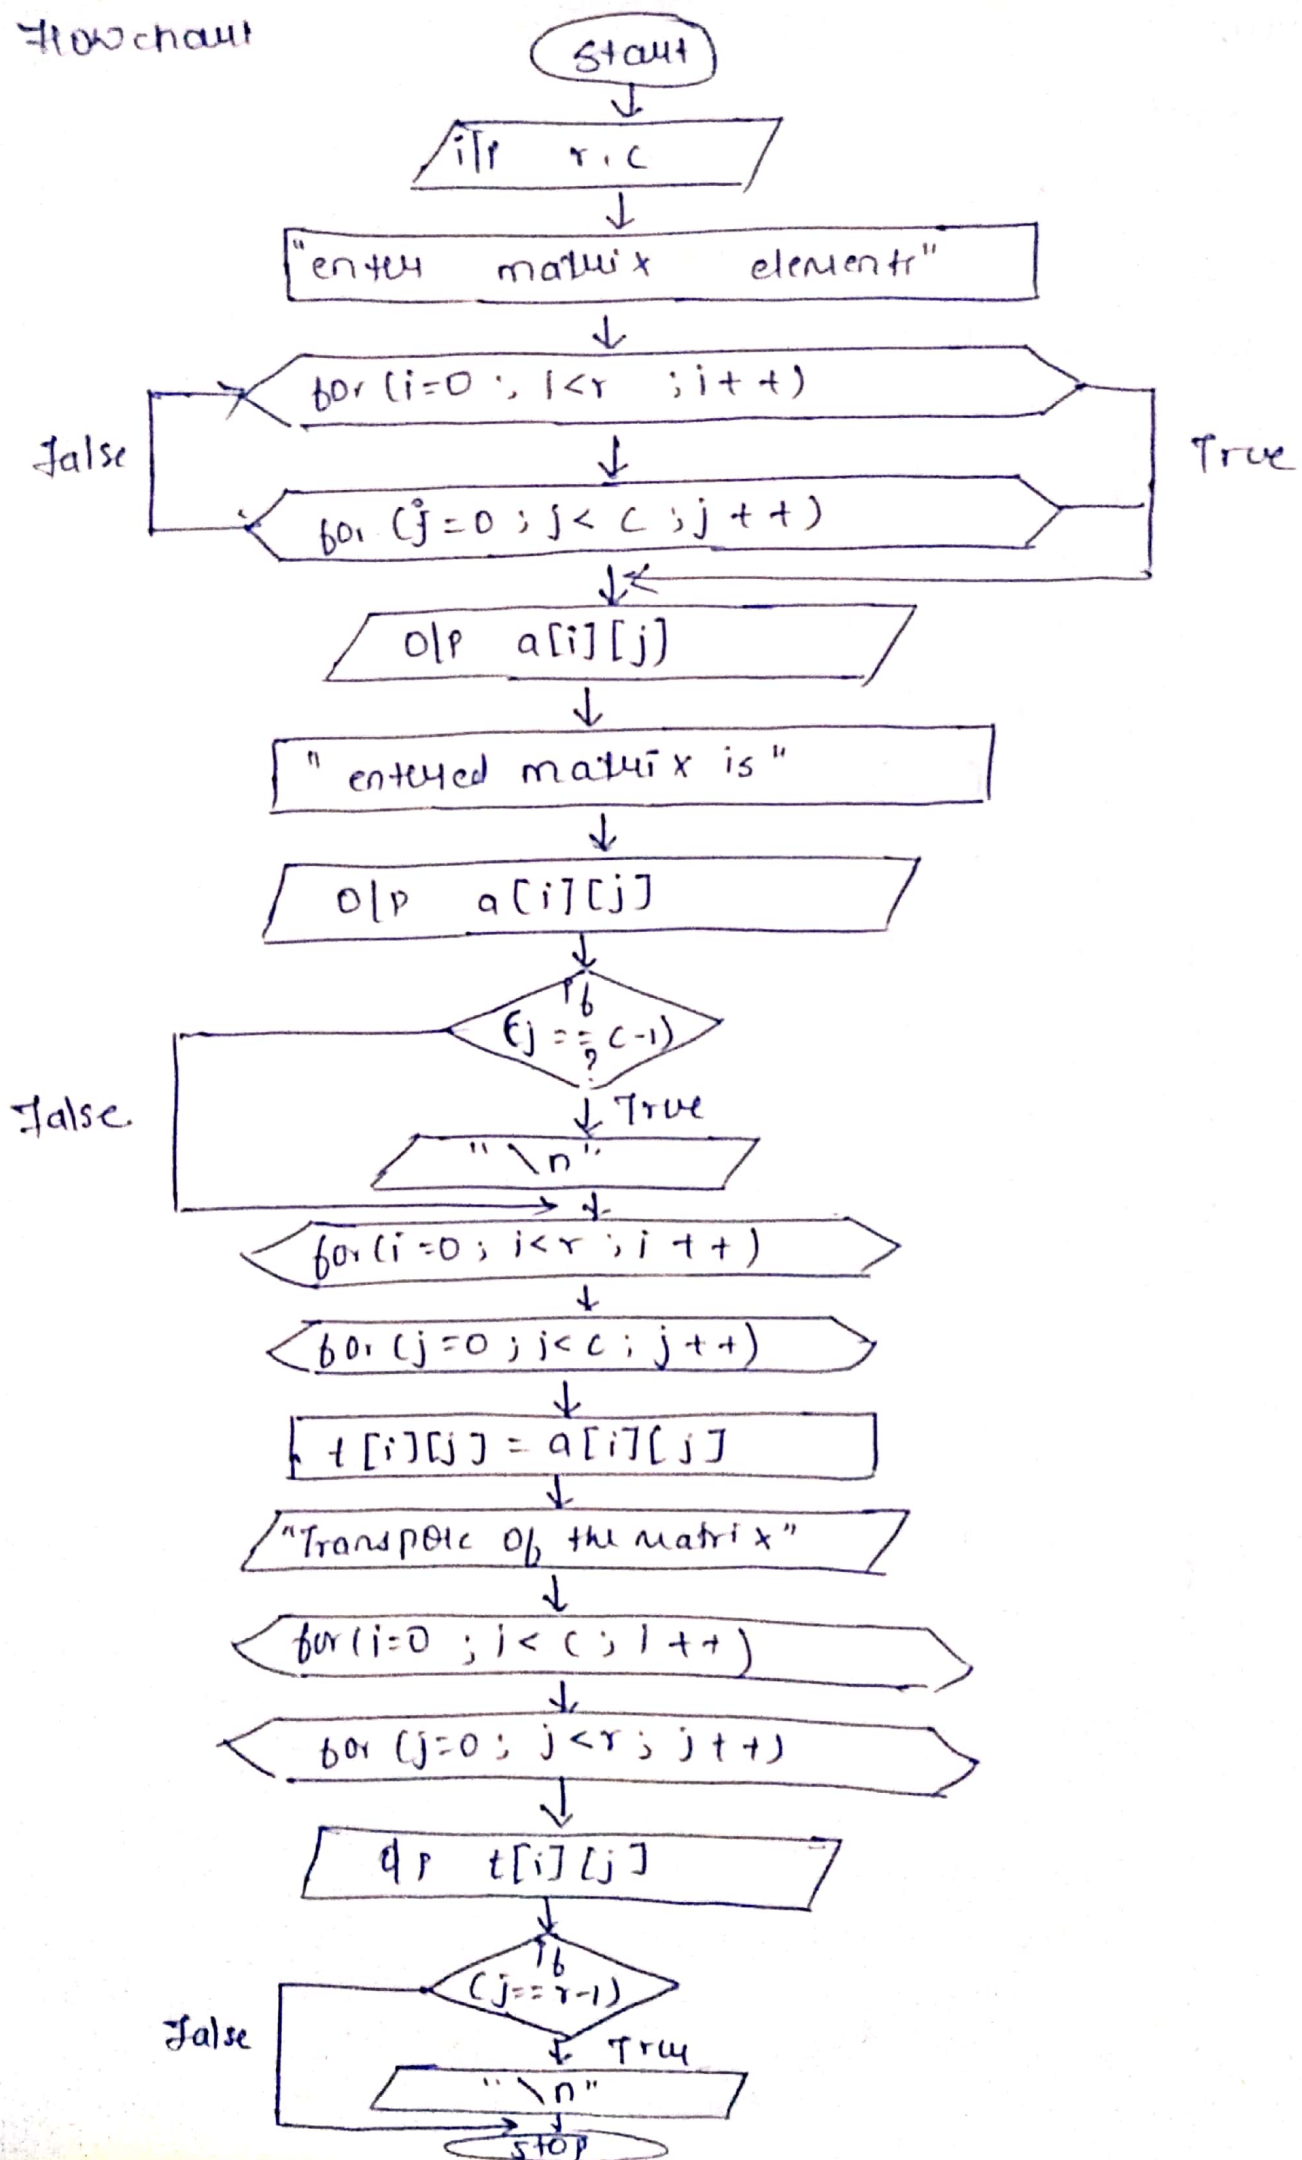 Flowchart
Start
i/p r, c
"enter matrix elements"
for (i=0 ; i<r ; i++)
False
True
for (j=0 ; j<c ; j++)
o/p a[i][j]
"entered matrix is"
o/p a[i][j]
If
(j == c-1)
?
False
True
"\n"
for (i=0 ; i<r ; i++)
for (j=0 ; j<c ; j++)
t[i][j] = a[i][j]
"Transpose of the matrix"
for (i=0 ; i<c ; i++)
for (j=0 ; j<r ; j++)
o/p t[i][j]
If
(j==r-1)
False
True
"\n"
stop